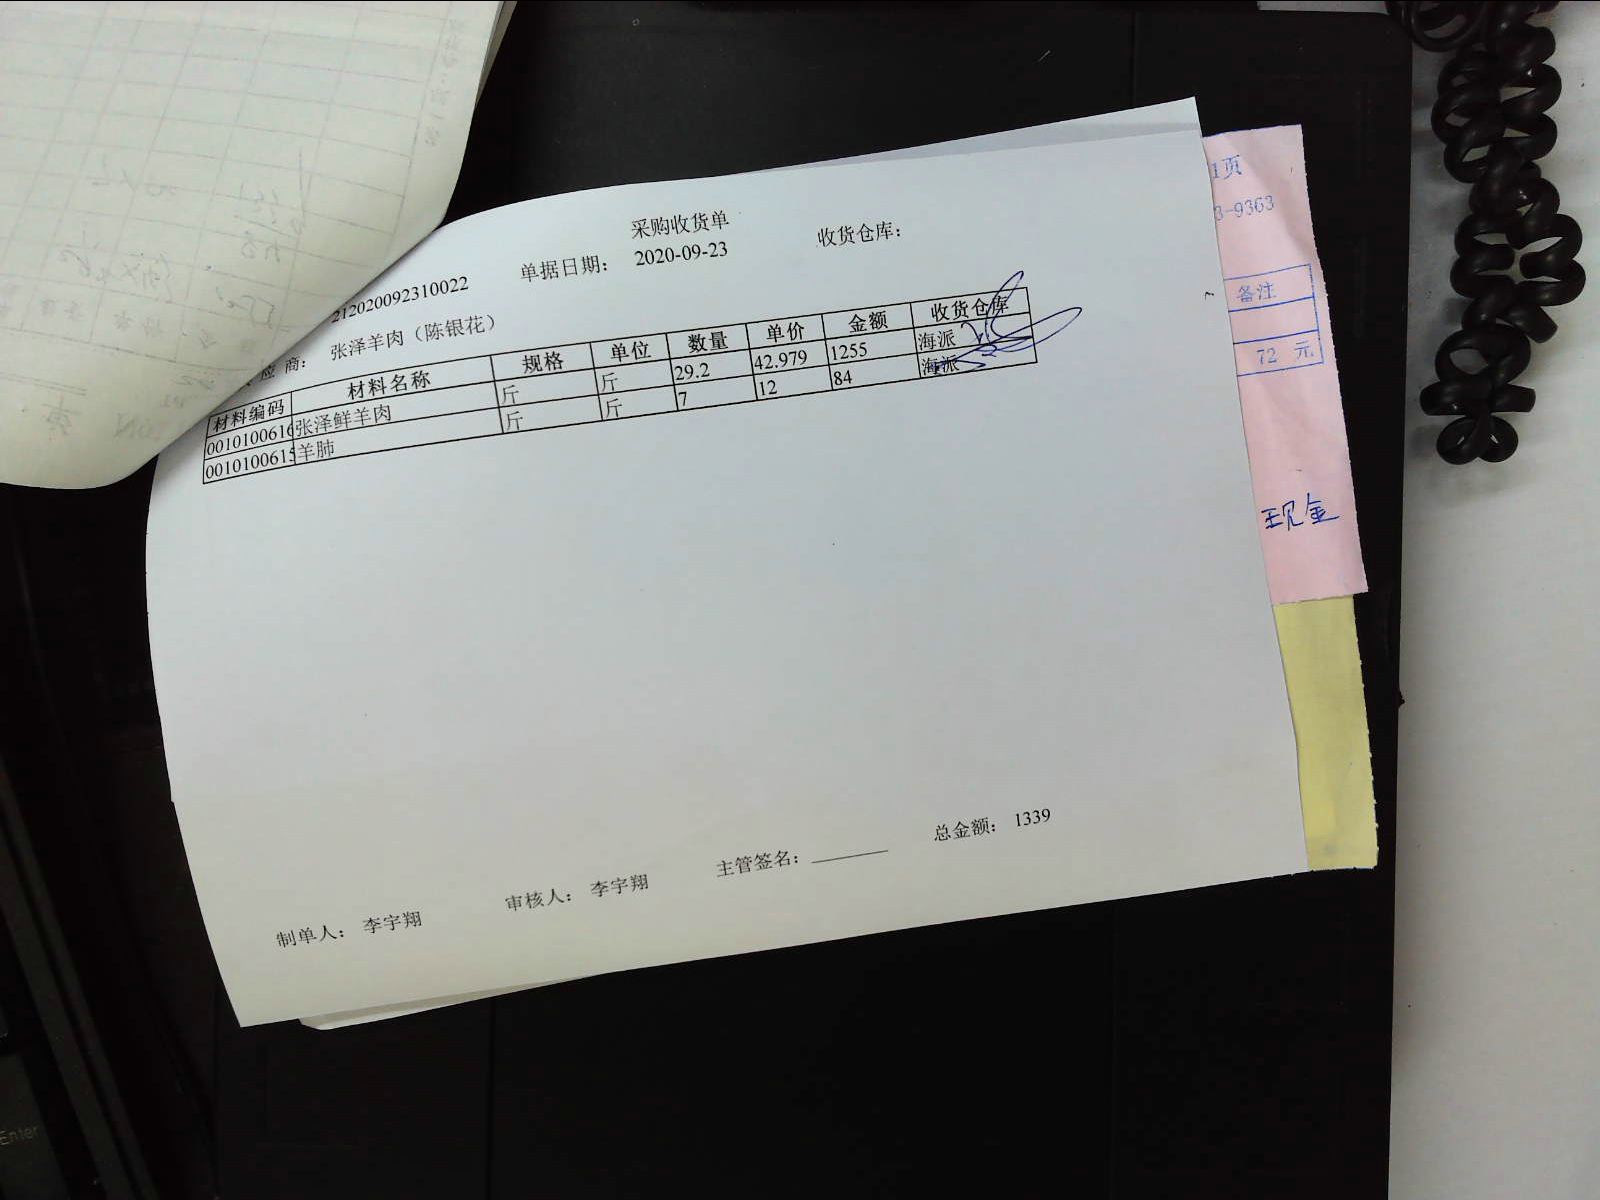 采购收货单
212020092310022 单据日期: 2020-09-23 收货仓库:
应 商: 张泽羊肉（陈银花）
材料编码 材料名称 规格 单位 数量 单价 金额 收货仓库
0010100616 张泽鲜羊肉 斤 斤 29.2 42.979 1255 海派
0010100615 羊肺 斤 斤 7 12 84 海派
总金额: 1339
制单人: 李宇翔 审核人: 李宇翔 主管签名:
1页
3-9363
备注
72 元
现金
Enter